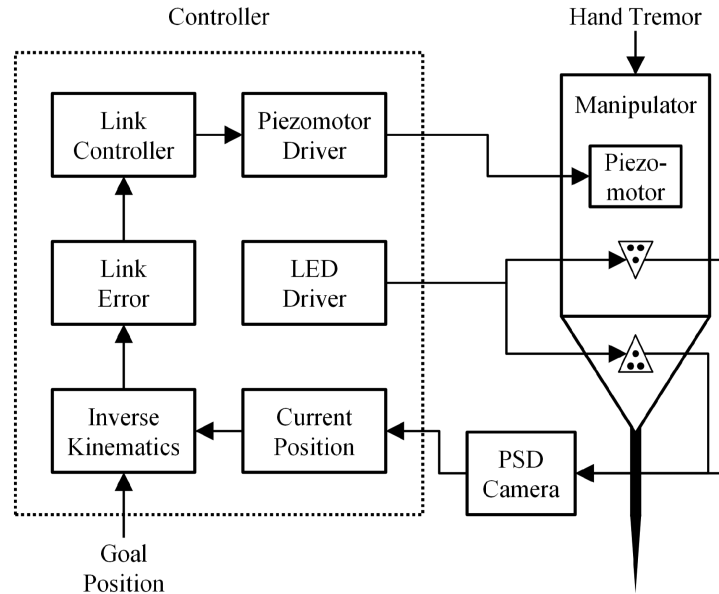 Controller
Hand Tremor
Link
Controller
Piezomotor
Driver
Manipulator
Piezo-
motor
Link
Error
LED
Driver
Inverse
Kinematics
Current
Position
PSD
Camera
Goal
Position